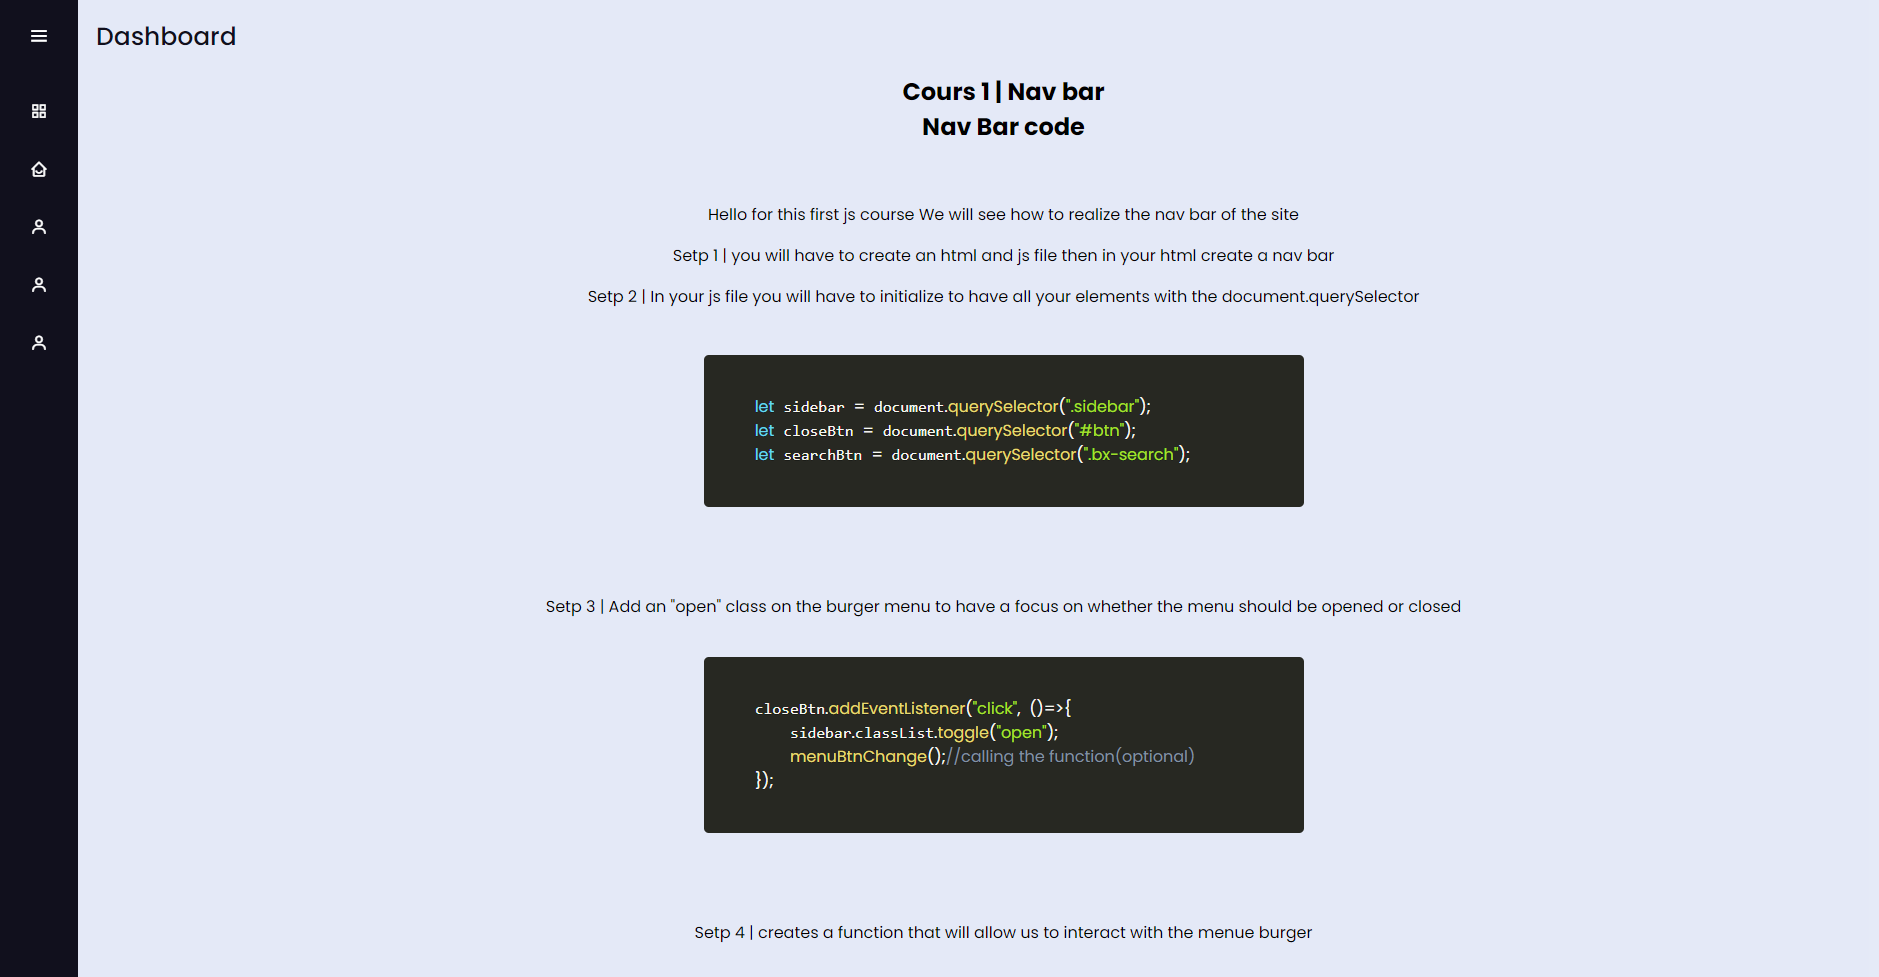 Dashboard
Cours 1 | Nav bar
Nav Bar code
Hello for this first js course We will see how to realize the nav bar of the site
Setp 1 | you will have to create an html and js file then in your html create a nav bar
Setp 2 | In your js file you will have to initialize to have all your elements with the document.querySelector
let sidebar = document.querySelector(".sidebar");
let closeBtn = document.querySelector("#btn");
let searchBtn = document.querySelector(".bx-search");
Setp 3 | Add an "open" class on the burger menu to have a focus on whether the menu should be opened or closed
closeBtn.addEventListener("click", ()=>{
    sidebar.classList.toggle("open");
    menuBtnChange();//calling the function(optional)
});
Setp 4 | creates a function that will allow us to interact with the menue burger